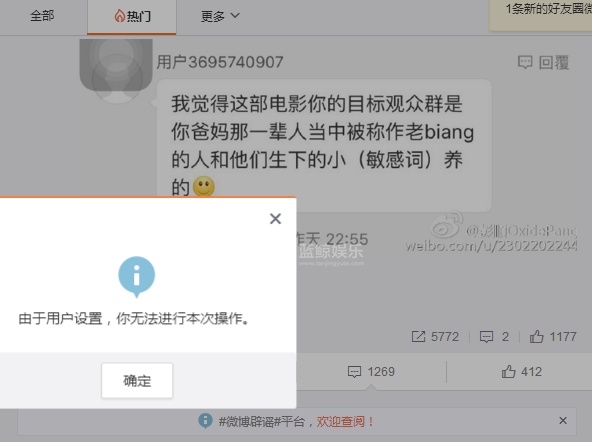 全部
热门
更多
1条新的好友圈微
用户3695740907
回覆
我觉得这部电影你的目标观众群是
你爸妈那一辈人当中被称作老biang
的人和他们生下的小（敏感词）养
的
昨天 22:55
蓝鲸娱乐
weibo.com/u/2302202244
由于用户设置，你无法进行本次操作。
确定
5772
2
1177
1269
412
#微博辟谣#平台，欢迎查阅！